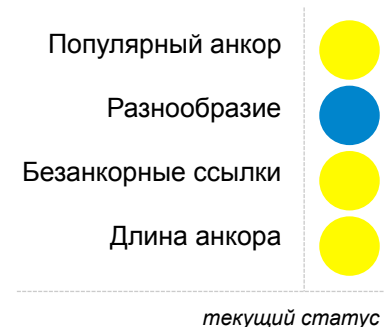 Популярный анкор
Разнообразие
Безанкорные ссылки
Длина анкора
текущий статус